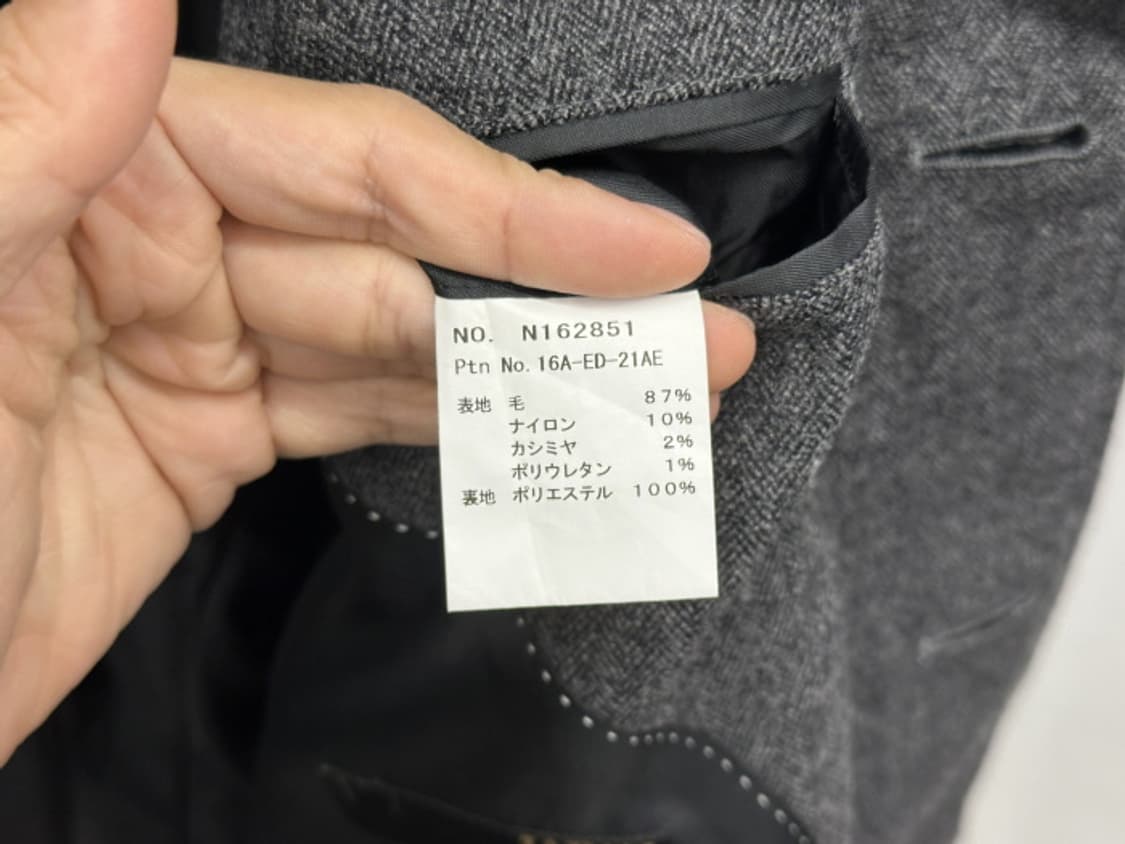 NO. N162851
Ptn No. 16A-ED-21AE
表地 毛 87%
ナイロン 10%
カシミヤ 2%
ポリウレタン 1%
裏地 ポリエステル 100%